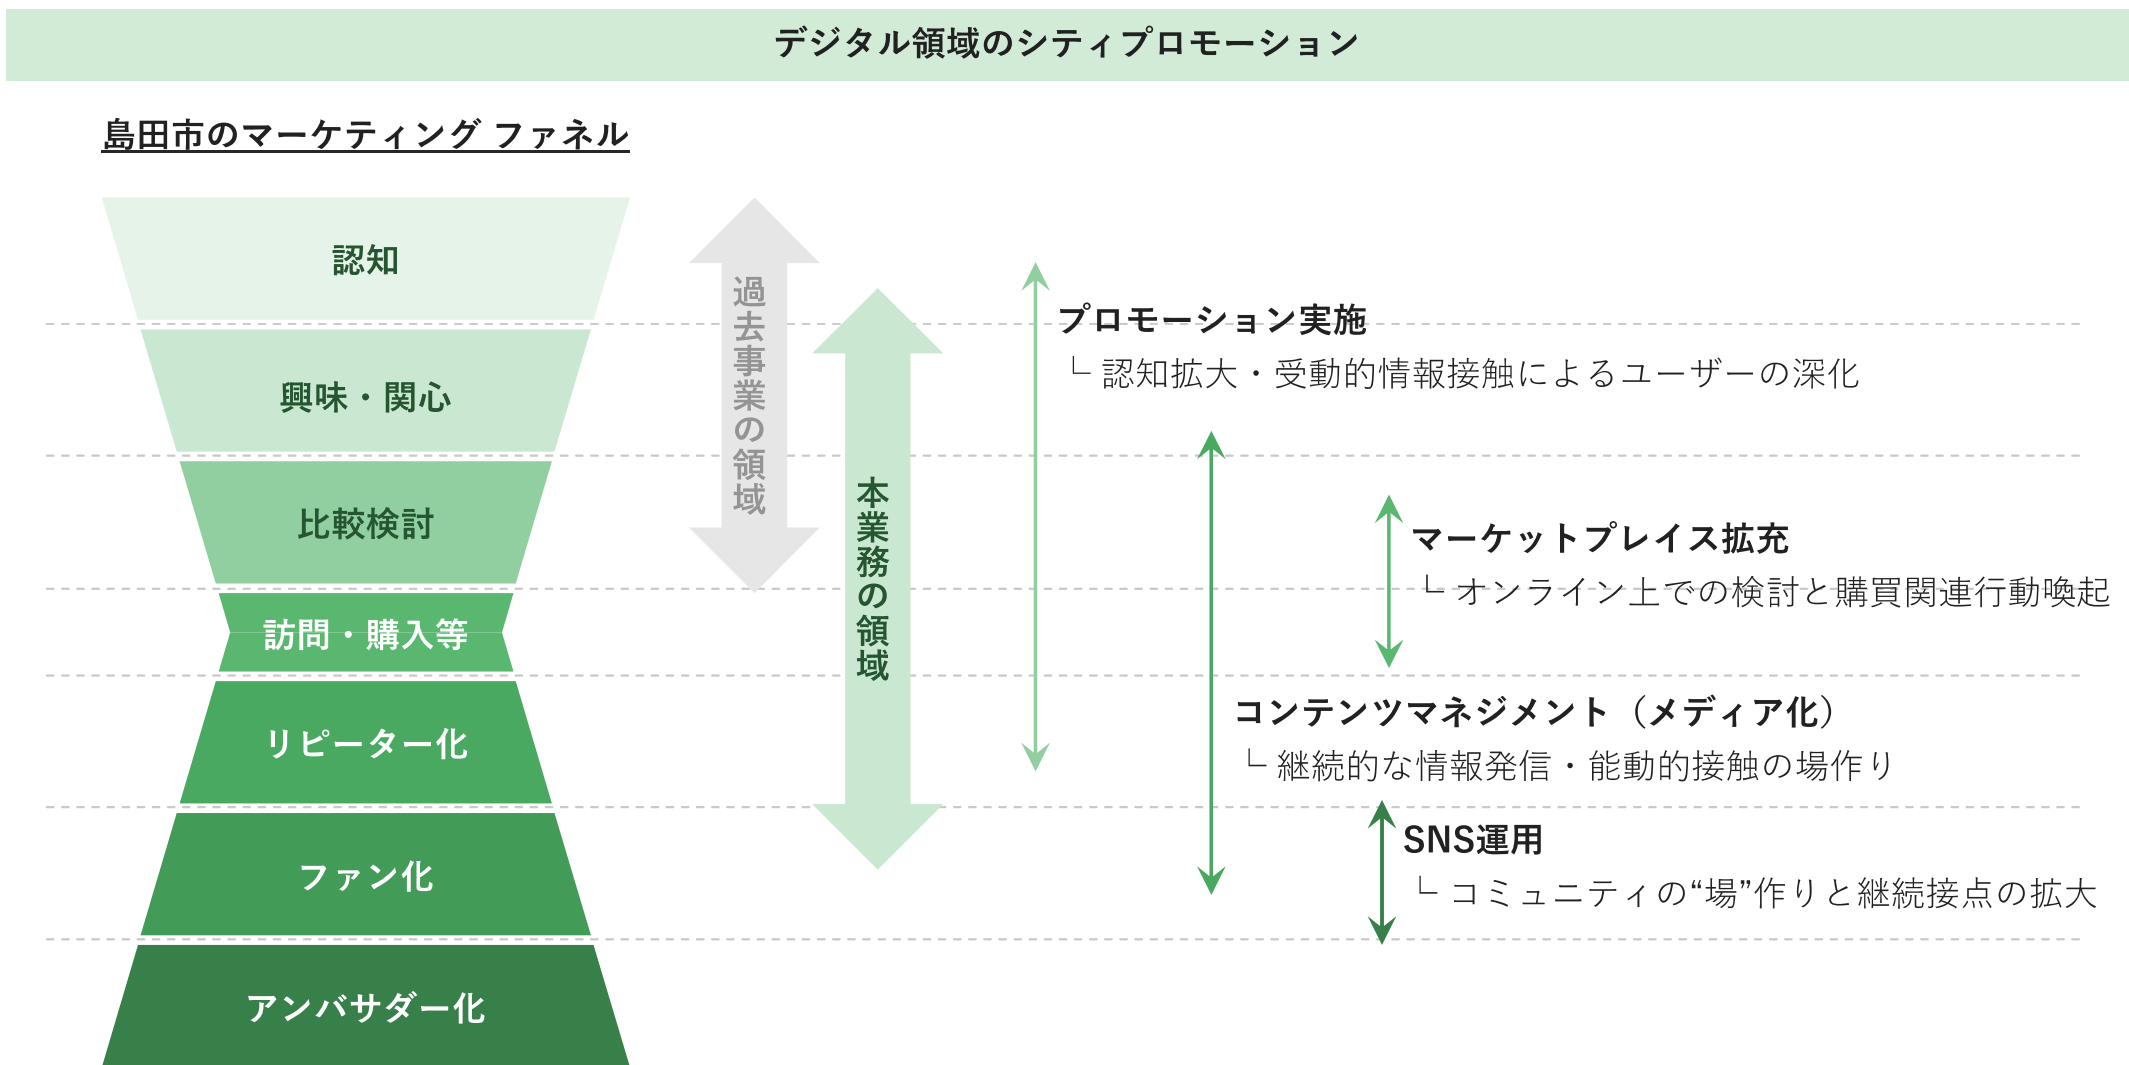 デジタル領域のシティプロモーション
島田市のマーケティング ファネル
認知
興味・関心
比較検討
訪問・購入等
リピーター化
ファン化
アンバサダー化
過去事業の領域
本業務の領域
プロモーション実施
└ 認知拡大・受動的情報接触によるユーザーの深化
マーケットプレイス拡充
└ オンライン上での検討と購買関連行動喚起
コンテンツマネジメント（メディア化）
└ 継続的な情報発信・能動的接触の場作り
SNS運用
└ コミュニティの“場”作りと継続接点の拡大